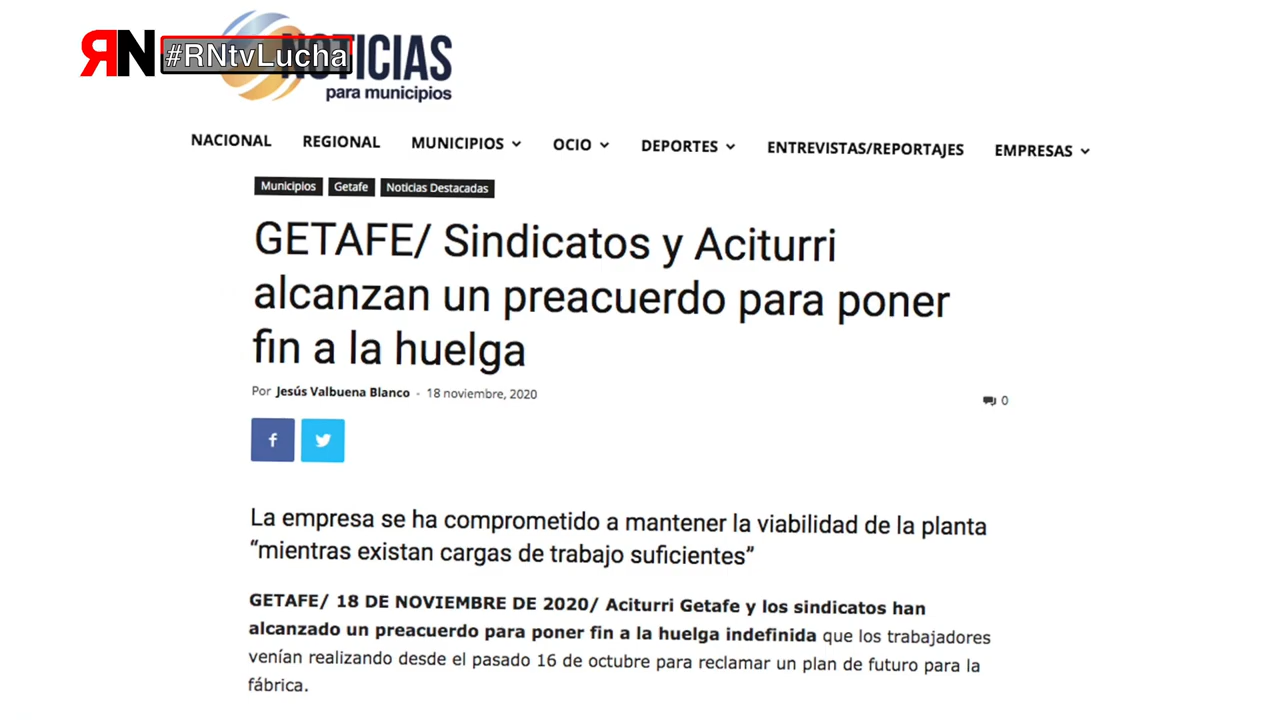 RN #RNtvLucha
NOTICIAS
para municipios
NACIONAL REGIONAL MUNICIPIOS OCIO DEPORTES ENTREVISTAS/REPORTAJES EMPRESAS
Municipios Getafe Noticias Destacadas
GETAFE/ Sindicatos y Aciturri
alcanzan un preacuerdo para poner
fin a la huelga
Por Jesús Valbuena Blanco - 18 noviembre, 2020
0
f
La empresa se ha comprometido a mantener la viabilidad de la planta
“mientras existan cargas de trabajo suficientes”
GETAFE/ 18 DE NOVIEMBRE DE 2020/ Aciturri Getafe y los sindicatos han
alcanzado un preacuerdo para poner fin a la huelga indefinida que los trabajadores
venían realizando desde el pasado 16 de octubre para reclamar un plan de futuro para la
fábrica.